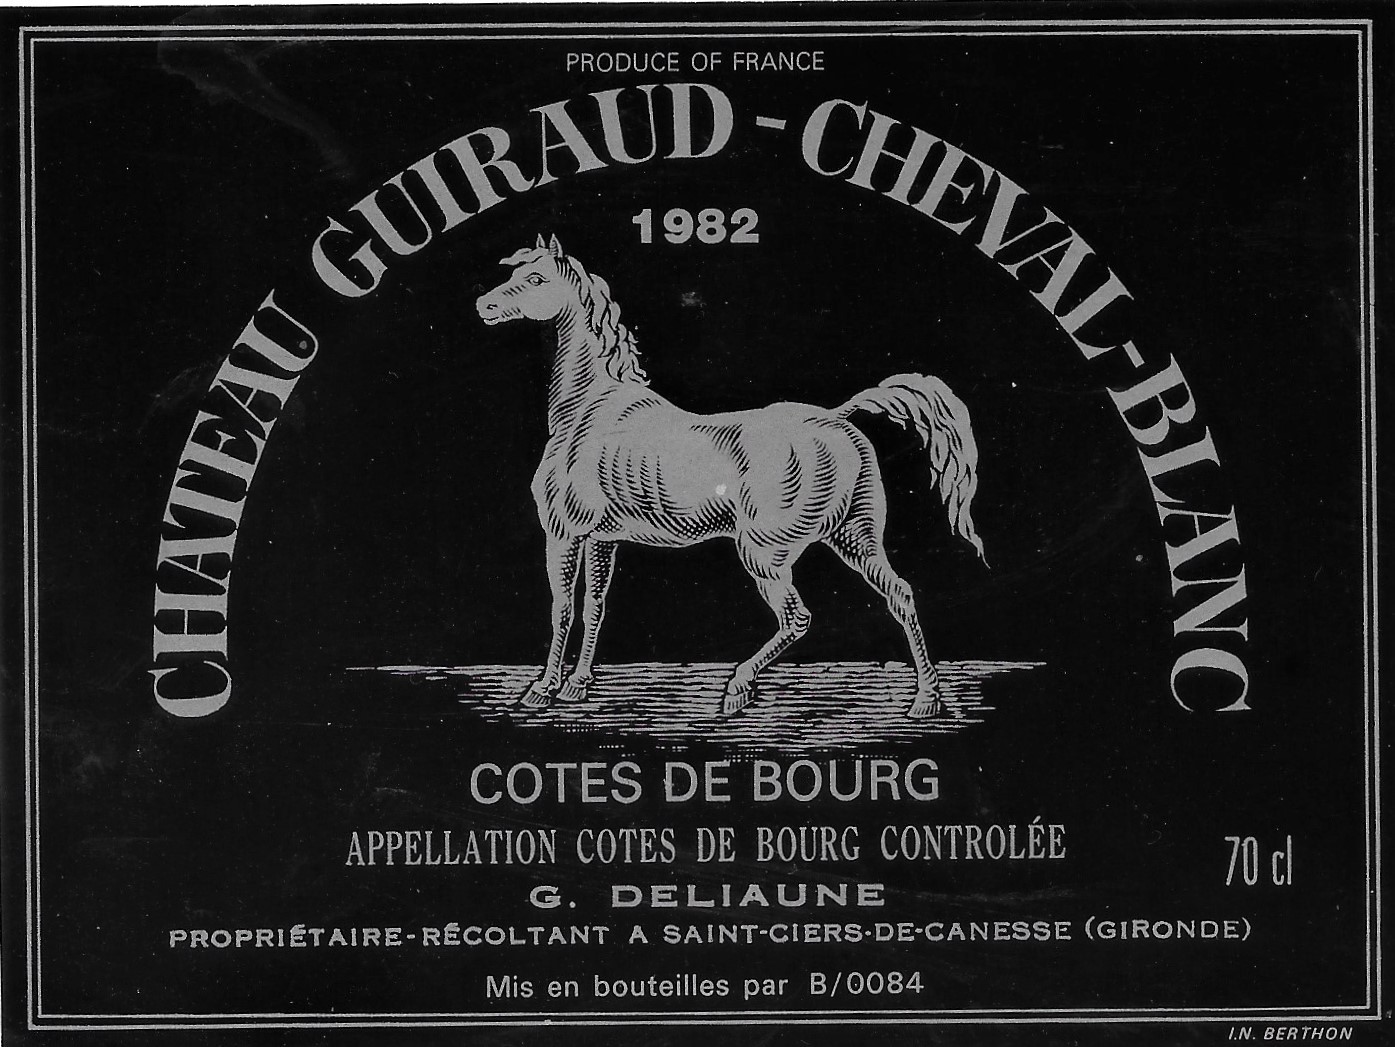 PRODUCE OF FRANCE
CHATEAU GUIRAUD - CHEVAL-BLANC
1982
COTES DE BOURG
APPELLATION COTES DE BOURG CONTROLÉE
70 cl
G. DELIAUNE
PROPRIÉTAIRE-RÉCOLTANT A SAINT-CIERS-DE-CANESSE (GIRONDE)
Mis en bouteilles par B/0084
I.N. BERTHON